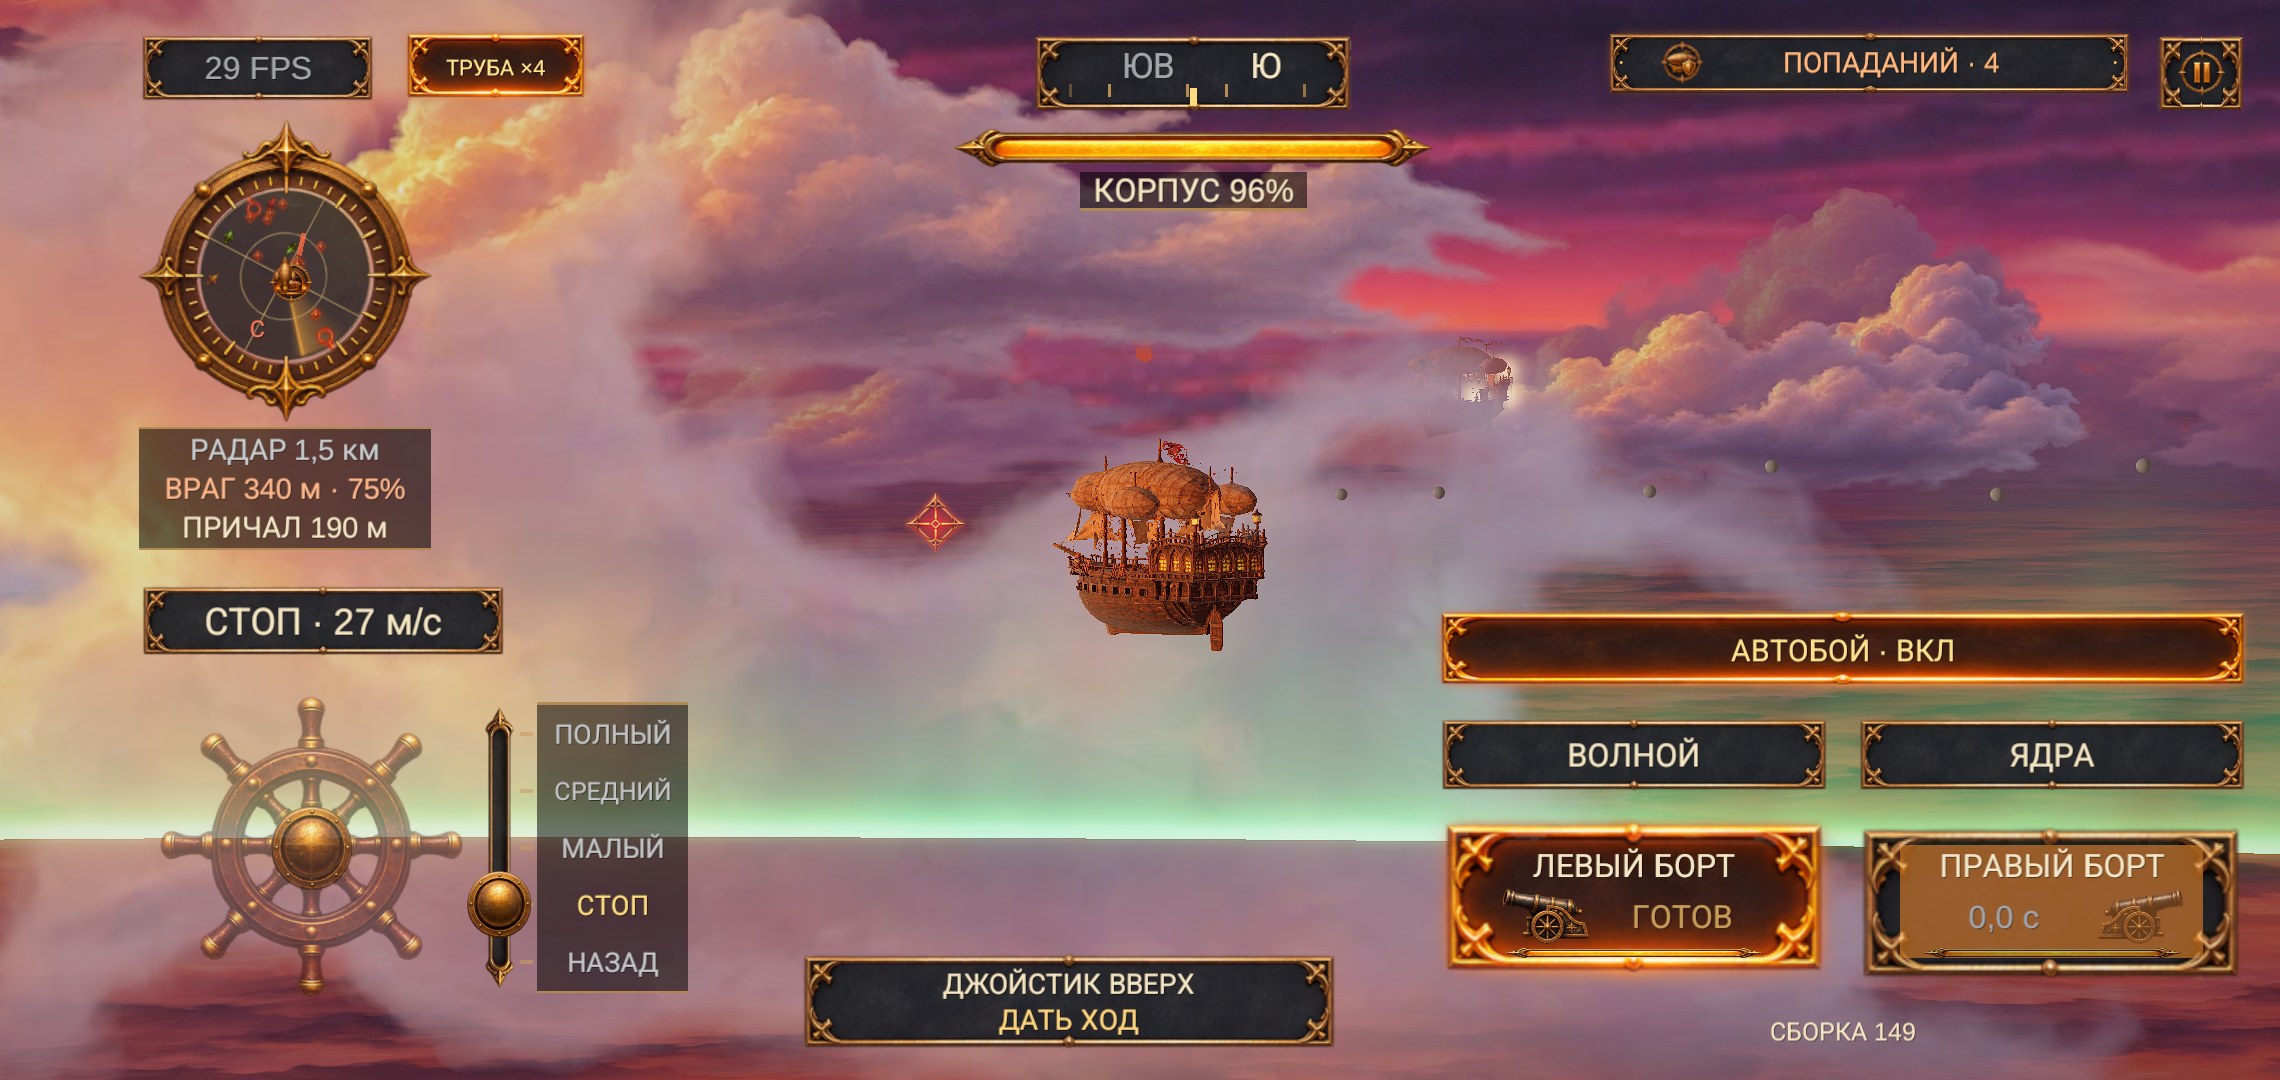 29 FPS
ТРУБА ×4
ЮВ Ю
ПОПАДАНИЙ · 4
КОРПУС 96%
С
РАДАР 1,5 км
ВРАГ 340 м · 75%
ПРИЧАЛ 190 м
СТОП · 27 м/с
ПОЛНЫЙ
СРЕДНИЙ
МАЛЫЙ
СТОП
НАЗАД
АВТОБОЙ · ВКЛ
ВОЛНОЙ
ЯДРА
ЛЕВЫЙ БОРТ
ГОТОВ
ПРАВЫЙ БОРТ
0,0 с
ДЖОЙСТИК ВВЕРХ
ДАТЬ ХОД
СБОРКА 149